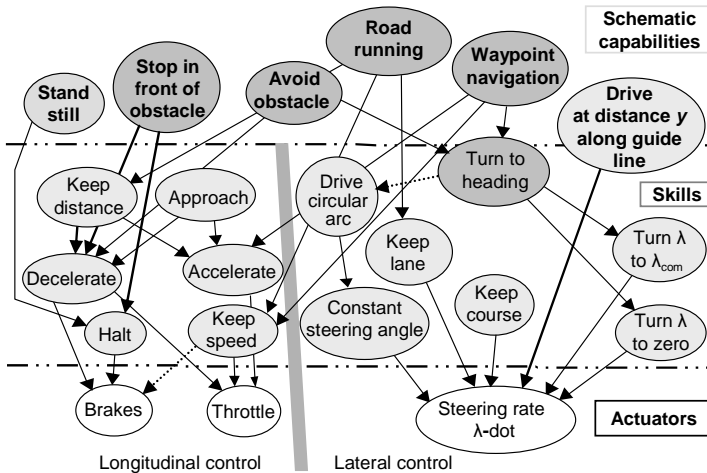 Schematic
capabilities
Road
running
Waypoint
navigation
Stop in
front of
obstacle
Avoid
obstacle
Stand
still
Drive
at distance y
along guide
line
Keep
distance
Approach
Drive
circular
arc
Turn to
heading
Skills
Keep
lane
Turn λ
to λcom
Decelerate
Accelerate
Constant
steering angle
Keep
course
Halt
Keep
speed
Turn λ
to zero
Brakes
Throttle
Steering rate
λ-dot
Actuators
Longitudinal control
Lateral control